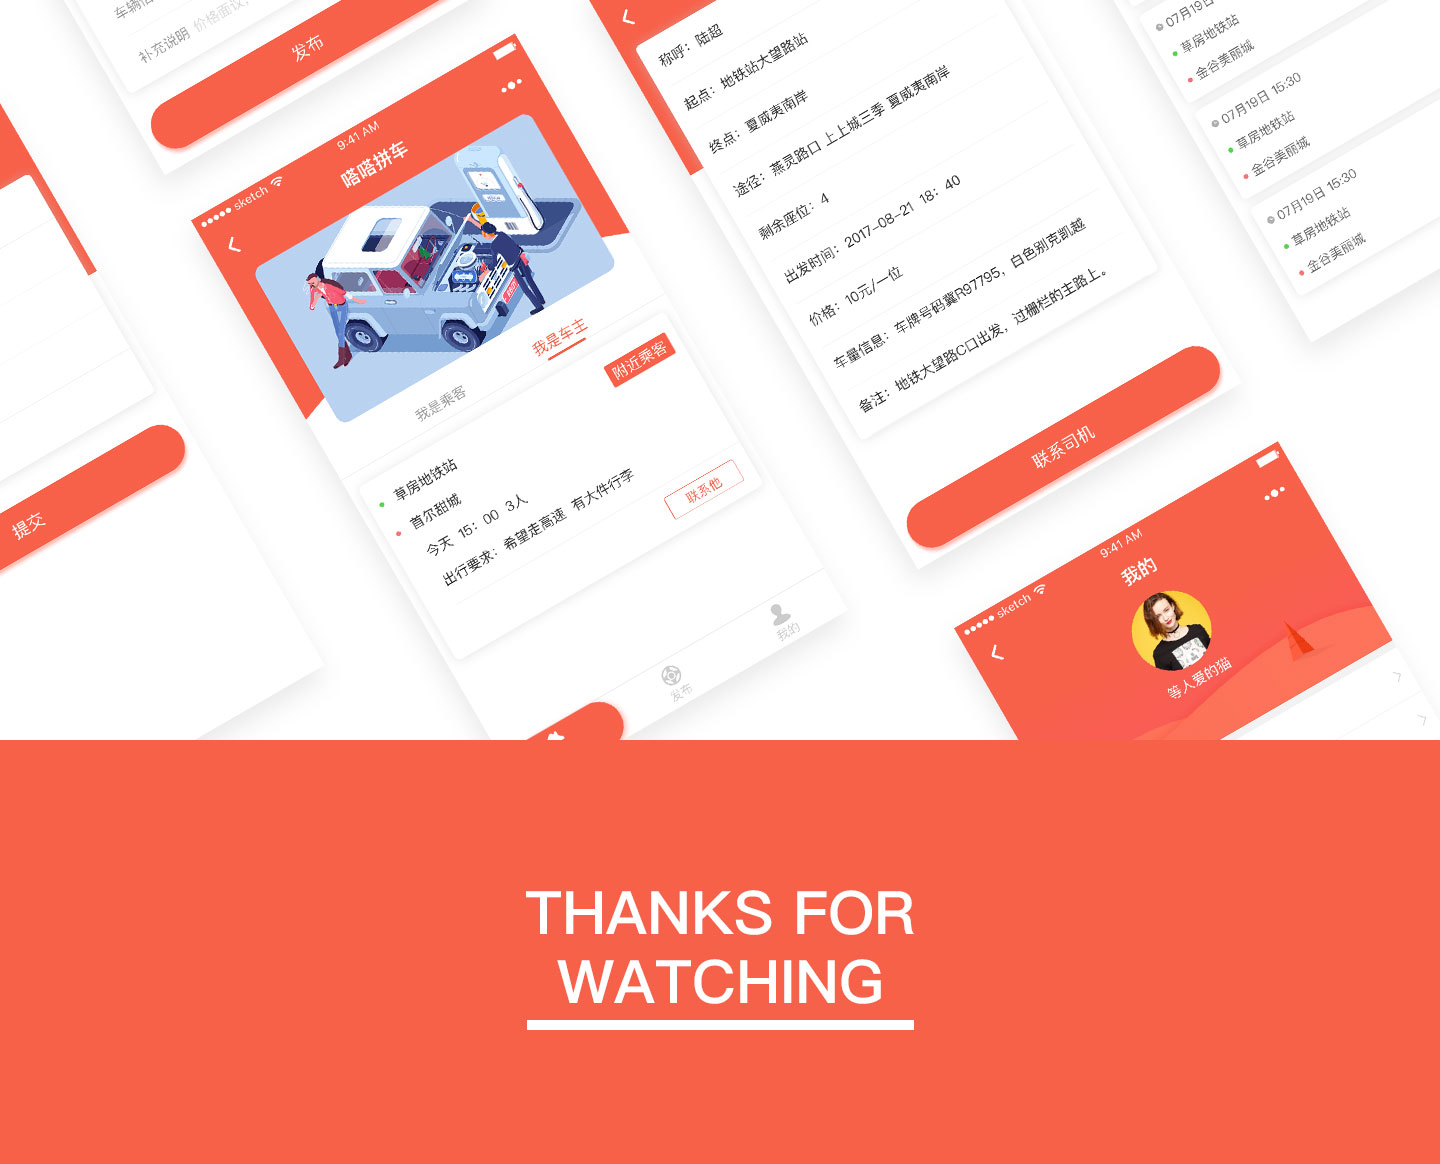 车辆信
补充说明 价格面议,
发布
提交
sketch
9:41 AM
嗒嗒拼车
我是乘客
我是车主
附近乘客
草房地铁站
首尔甜城
今天 15：00 3人
出行要求：希望走高速 有大件行李
联系他
发布
我的
称呼：陆超
起点：地铁站大望路站
终点：夏威夷南岸
途径：燕灵路口 上上城三季 夏威夷南岸
剩余座位：4
出发时间：2017-08-21 18：40
价格：10元/一位
车量信息：车牌号码冀R97795，白色别克凯越
备注：地铁大望路C口出发，过栅栏的主路上。
联系司机
07月19日
草房地铁站
金谷美丽城
07月19日 15:30
草房地铁站
金谷美丽城
07月19日 15:30
草房地铁站
金谷美丽城
sketch
9:41 AM
我的
等人爱的猫
THANKS FOR
WATCHING